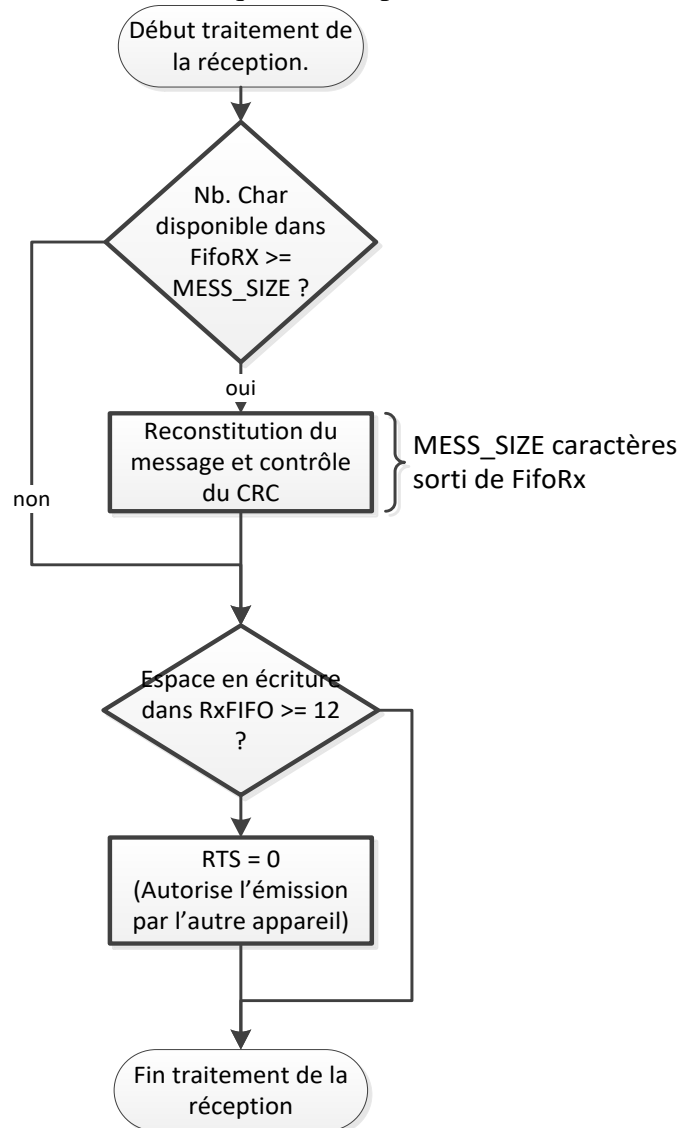 Début traitement de
la réception.
Nb. Char
disponible dans
FifoRX >=
MESS_SIZE ?
oui
Reconstitution du
message et contrôle
du CRC
MESS_SIZE caractères
sorti de FifoRx
non
Espace en écriture
dans RxFIFO >= 12
?
RTS = 0
(Autorise l’émission
par l’autre appareil)
Fin traitement de la
réception